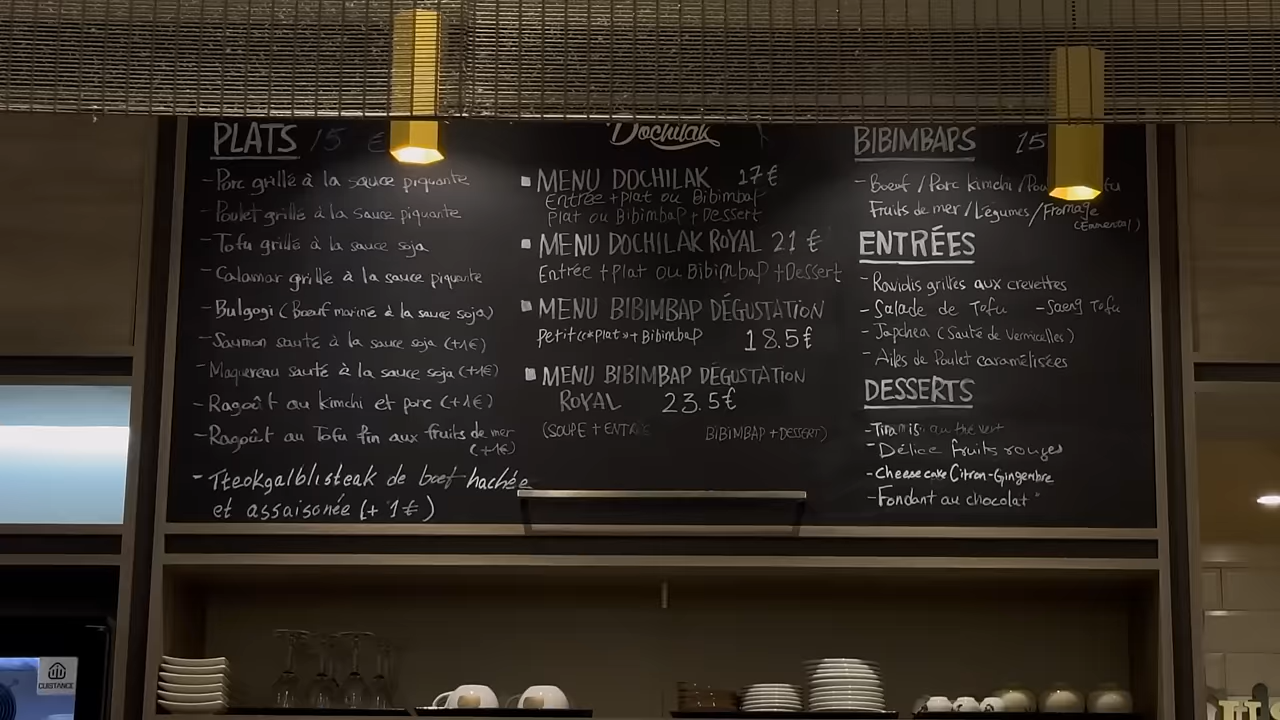 PLATS 15 €
- Porc grillé à la sauce piquante
- Poulet grillé à la sauce piquante
- Tofu grillé à la sauce soja
- Calamar grillé à la sauce piquante
- Bulgogi (Bœuf mariné à la sauce soja)
- Saumon sauté à la sauce soja (+1€)
- Maquereau sauté à la sauce soja (+1€)
- Ragoût au kimchi et porc (+1€)
- Ragoût au Tofu fin aux fruits de mer
(+1€)
- Tteokgalbi steak de bœf hachée
et assaisonée (+ 1€)
Dochilak
MENU DOCHILAK 17€
Entrée + plat ou Bibimbap
Plat ou Bibimbap + Dessert
MENU DOCHILAK ROYAL 21 €
Entrée + Plat ou Bibimbap + Dessert
MENU BIBIMBAP DÉGUSTATION
Petit «Plat» + Bibimbap 18.5€
MENU BIBIMBAP DÉGUSTATION
ROYAL 23.5€
(SOUPE + BIBIMBAP + DESSERT)
BIBIMBAPS 15
- Bœuf / Porc kimchi /
Fruits de mer / Légumes / Fromage
(Emmental)
ENTRÉES
- Raviolis grillés aux crevettes
- Salade de Tofu - Saeng Tofu
- Japchea (Sauté de Vermicelles)
- Ailes de Poulet caramélisées
DESSERTS
- Tiramisu au thé vert
- Délice fruits rouges
- Cheesecake Citron-Gingembre
- Fondant au chocolat
CUISTANCE